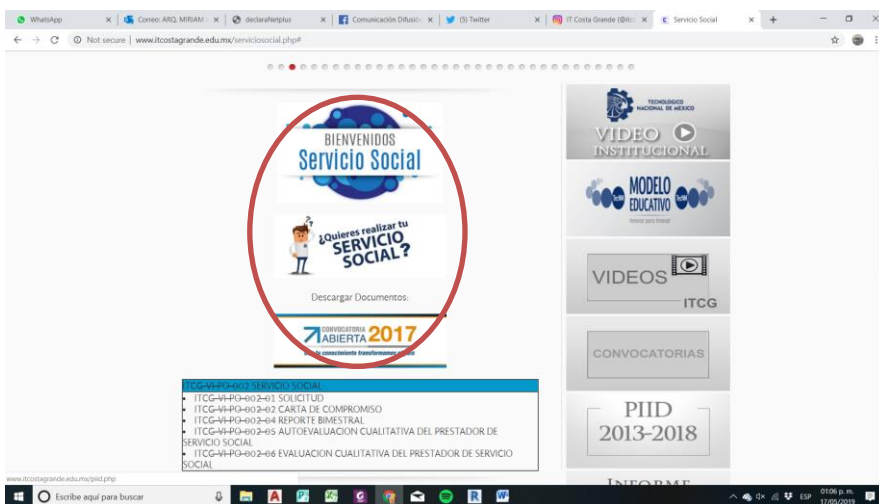 WhatsApp
Correo: ARQ. MIRIAM
declaraNetplus
Comunicación Difusió
(5) Twitter
IT Costa Grande (@itc
Servicio Social
Not secure | www.itcostagrande.edu.mx/serviciosocial.php#
BIENVENIDOS
Servicio Social
¿Quieres realizar tu
SERVICIO
SOCIAL?
Descargar Documentos:
CONVOCATORIA
ABIERTA 2017
conocimiento transformamos
ITCG-VI-PO-002 SERVICIO SOCIAL
ITCG-VI-PO-002-01 SOLICITUD
ITCG-VI-PO-002-02 CARTA DE COMPROMISO
ITCG-VI-PO-002-04 REPORTE BIMESTRAL
ITCG-VI-PO-002-05 AUTOEVALUACION CUALITATIVA DEL PRESTADOR DE
SERVICIO SOCIAL
ITCG-VI-PO-002-06 EVALUACION CUALITATIVA DEL PRESTADOR DE SERVICIO
SOCIAL
TECNOLÓGICO
NACIONAL DE MÉXICO
VIDEO
INSTITUCIONAL
MODELO
EDUCATIVO
TecNM
VIDEOS
ITCG
CONVOCATORIAS
PIID
2013-2018
INFORME
www.itcostagrande.edu.mx/piid.php
Escribe aquí para buscar
ESP
01:06 p. m.
17/05/2019